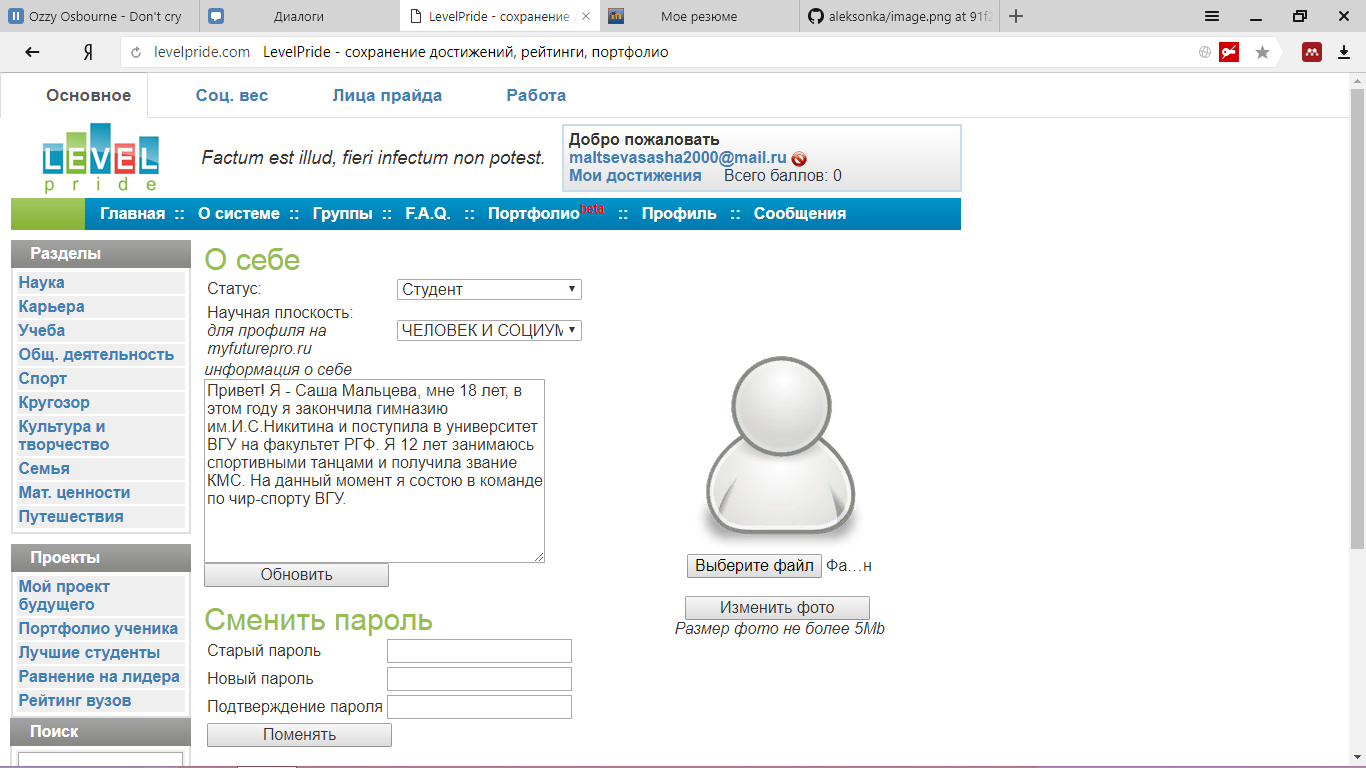 Ozzy Osbourne - Don't cry
Диалоги
LevelPride - сохранение
Мое резюме
aleksonka/image.png at 91f2
levelpride.com LevelPride - сохранение достижений, рейтинги, портфолио
Основное
Соц. вес
Лица прайда
Работа
LEVEL
pride
Factum est illud, fieri infectum non potest.
Добро пожаловать
maltsevasasha2000@mail.ru
Мои достижения Всего баллов: 0
Главная :: О системе :: Группы :: F.A.Q. :: Портфолио beta :: Профиль :: Сообщения
Разделы
Наука
Карьера
Учеба
Общ. деятельность
Спорт
Кругозор
Культура и
творчество
Семья
Мат. ценности
Путешествия
Проекты
Мой проект
будущего
Портфолио ученика
Лучшие студенты
Равнение на лидера
Рейтинг вузов
Поиск
О себе
Статус:
Студент
Научная плоскость:
для профиля на
myfuturepro.ru
ЧЕЛОВЕК И СОЦИУМ
информация о себе
Привет! Я - Саша Мальцева, мне 18 лет, в
этом году я закончила гимназию
им.И.С.Никитина и поступила в университет
ВГУ на факультет РГФ. Я 12 лет занимаюсь
спортивными танцами и получила звание
КМС. На данный момент я состою в команде
по чир-спорту ВГУ.
Обновить
Сменить пароль
Старый пароль
Новый пароль
Подтверждение пароля
Поменять
Выберите файл Фа...н
Изменить фото
Размер фото не более 5Mb